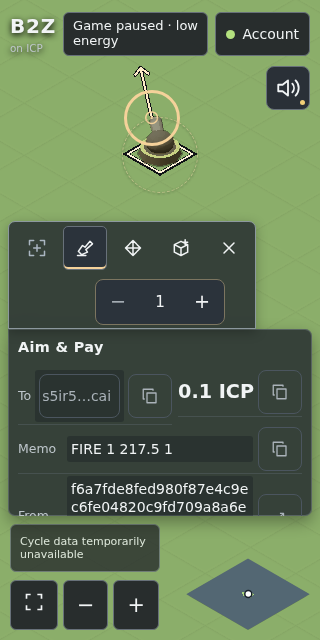 B2Z
on ICP
Game paused · low
energy
Account
1
Aim & Pay
To
s5ir5...cai
0.1 ICP
Memo
FIRE 1 217.5 1
From
f6a7fde8fed980f87e4c9e
c6fe04820c9fd709a8a6e
Cycle data temporarily
unavailable